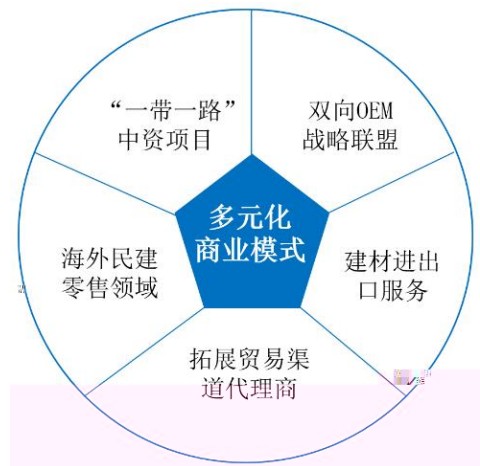 “一带一路”
中资项目
双向OEM
战略联盟
多元化
商业模式
海外民建
零售领域
建材进出
口服务
拓展贸易渠
道代理商